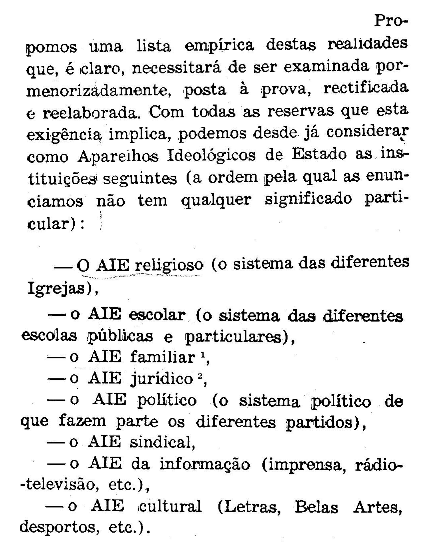 Pro-
pomos uma lista empírica destas realidades
que, é claro, necessitará de ser examinada por-
menorizadamente, posta à prova, rectificada
e reelaborada. Com todas as reservas que esta
exigência implica, podemos desde já considerar
como Aparelhos Ideológicos de Estado as ins-
tituições seguintes (a ordem pela qual as enun-
ciamos não tem qualquer significado parti-
cular):
— O AIE religioso (o sistema das diferentes
Igrejas),
— o AIE escolar (o sistema das diferentes
escolas públicas e particulares),
— o AIE familiar ¹,
— o AIE jurídico ²,
— o AIE político (o sistema político de
que fazem parte os diferentes partidos),
— o AIE sindical,
— o AIE da informação (imprensa, rádio-
-televisão, etc.),
— o AIE cultural (Letras, Belas Artes,
desportos, etc.).